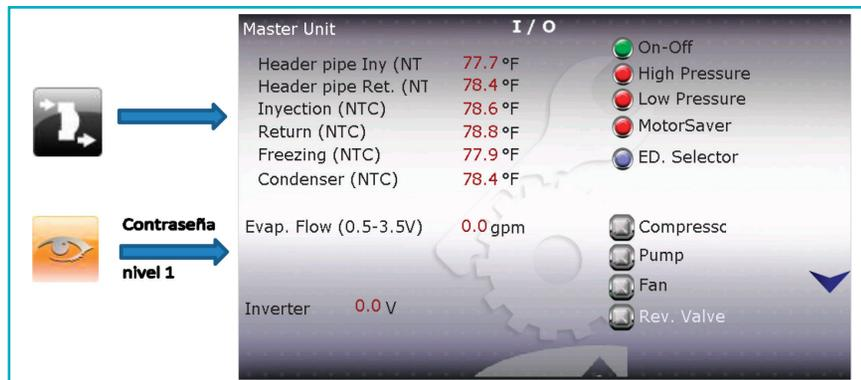 Master Unit
I / O
Header pipe Iny (NT 77.7 °F
Header pipe Ret. (NT 78.4 °F
Inyection (NTC) 78.6 °F
Return (NTC) 78.8 °F
Freezing (NTC) 77.9 °F
Condenser (NTC) 78.4 °F
Evap. Flow (0.5-3.5V) 0.0 gpm
Inverter 0.0 V
On-Off
High Pressure
Low Pressure
MotorSaver
ED. Selector
Compressc
Pump
Fan
Rev. Valve
Contraseña
nivel 1